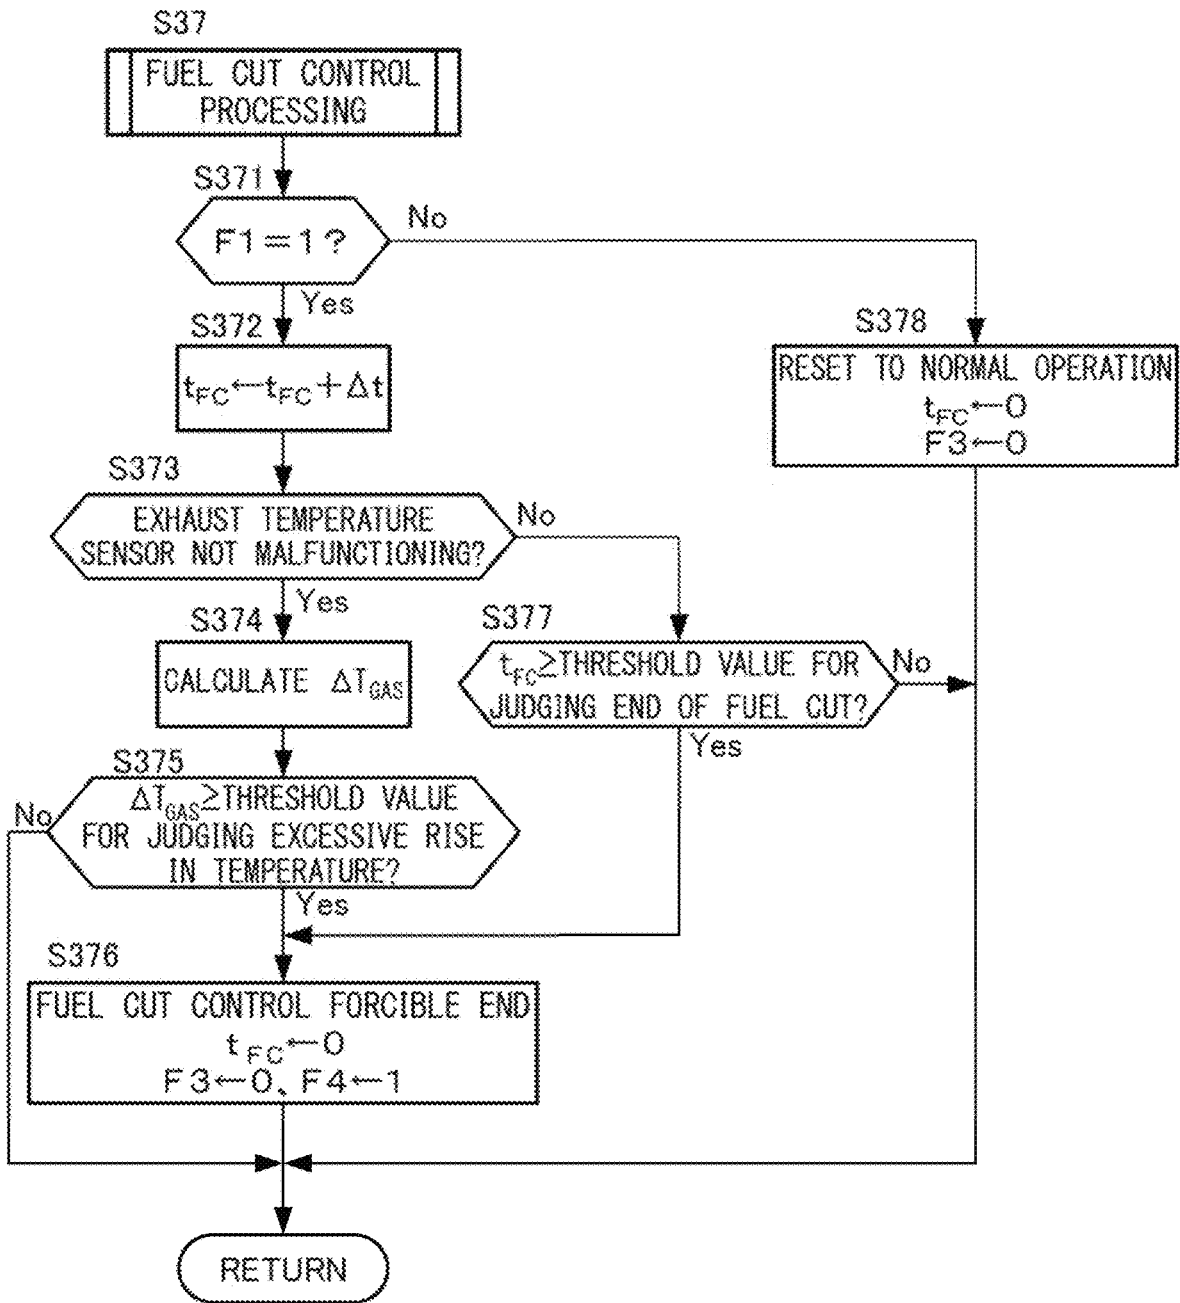 S37
FUEL CUT CONTROL
PROCESSING
S371
F1=1?
No
Yes
S372
tFC←tFC+Δt
S378
RESET TO NORMAL OPERATION
tFC←0
F3←0
S373
EXHAUST TEMPERATURE
SENSOR NOT MALFUNCTIONING?
No
Yes
S374
CALCULATE ΔTGAS
S377
tFC≧THRESHOLD VALUE FOR
JUDGING END OF FUEL CUT?
No
Yes
S375
ΔTGAS≧THRESHOLD VALUE
FOR JUDGING EXCESSIVE RISE
IN TEMPERATURE?
No
Yes
S376
FUEL CUT CONTROL FORCIBLE END
tFC←0
F3←0、F4←1
RETURN